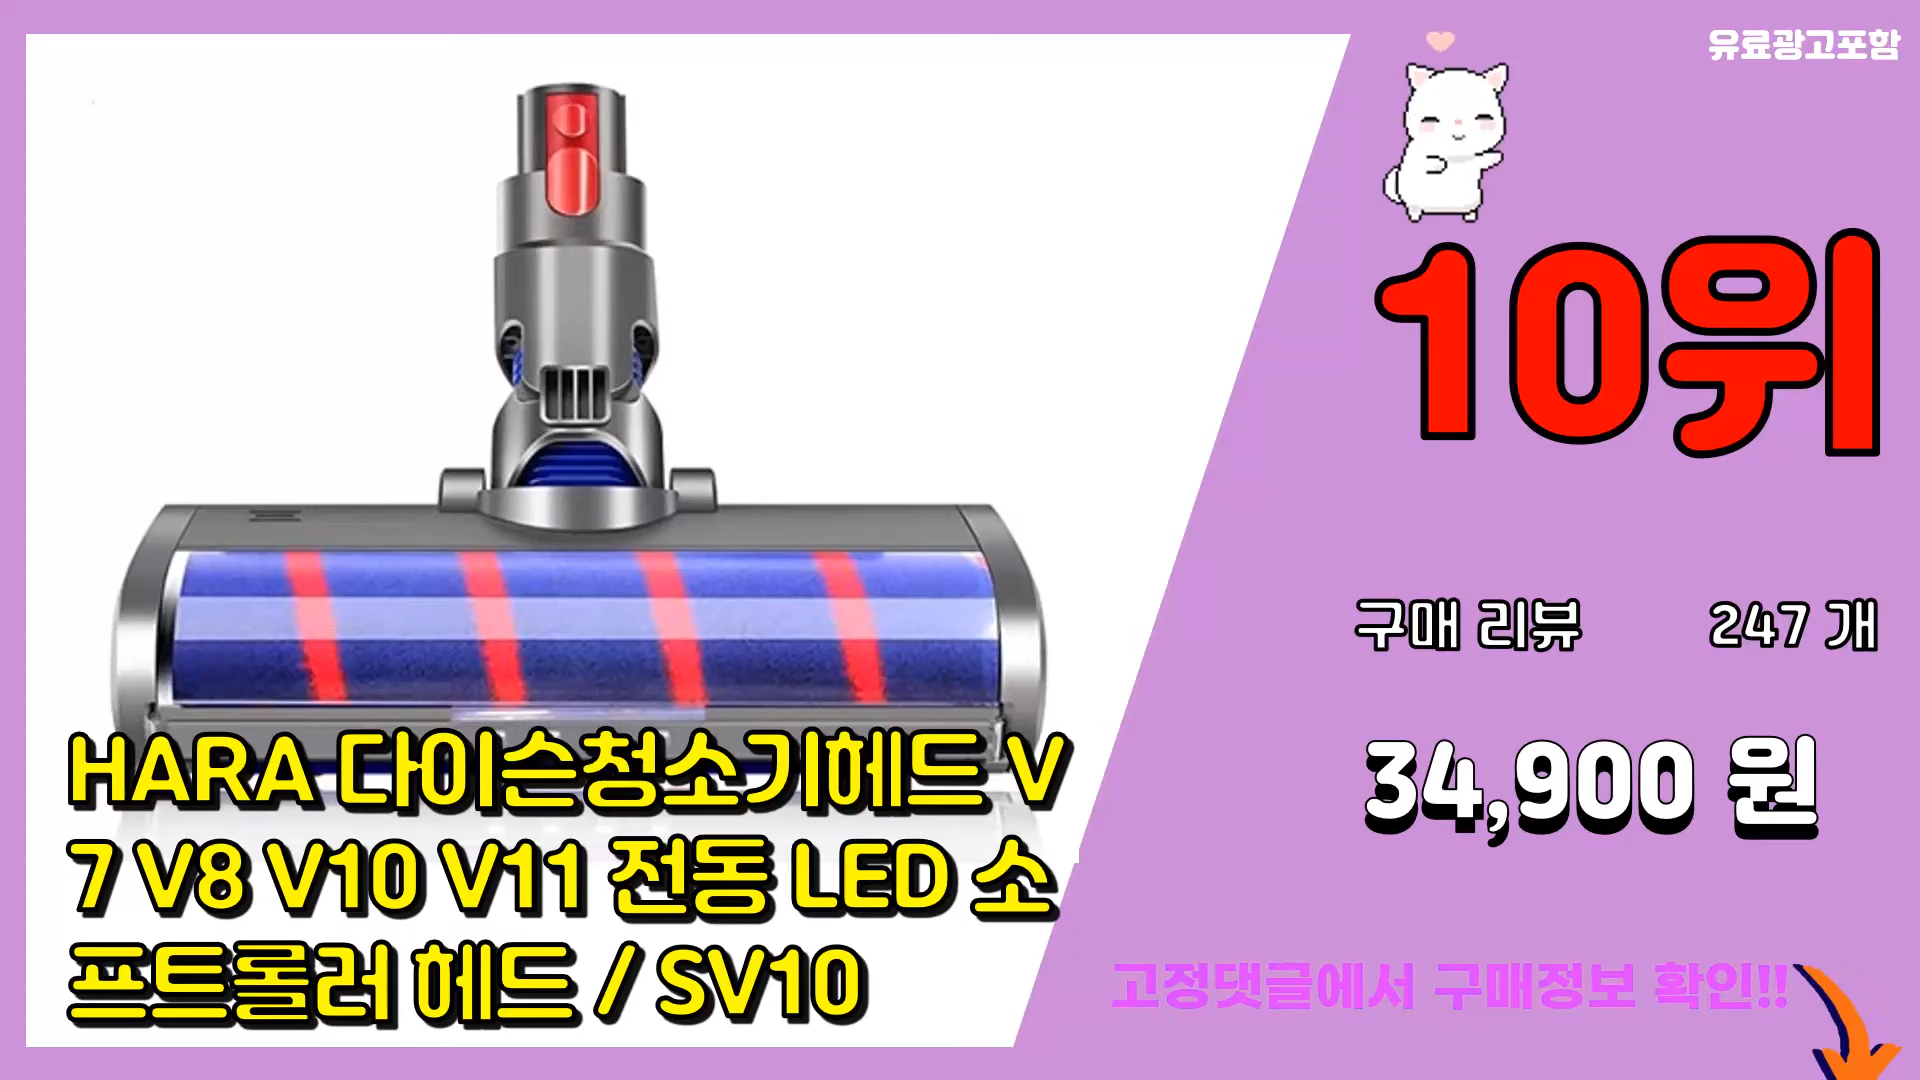 유료광고포함
10위
구매 리뷰 247 개
34,900 원
HARA 다이슨청소기헤드 V
7 V8 V10 V11 전동 LED 소
프트롤러 헤드 / SV10
고정댓글에서 구매정보 확인!!